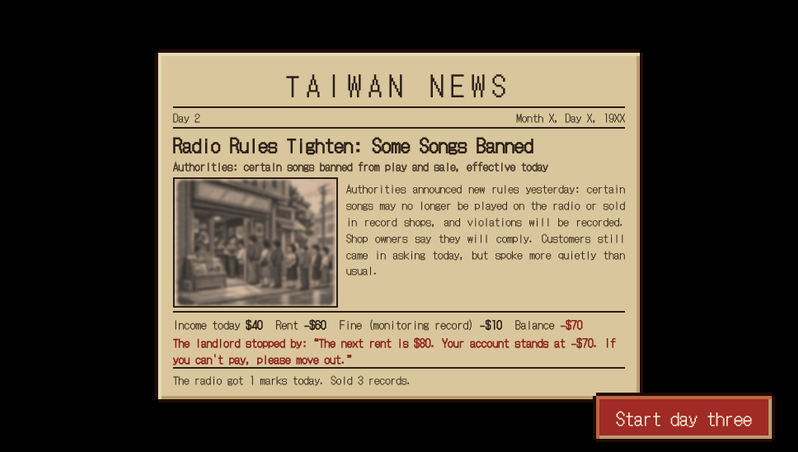 TAIWAN NEWS
Day 2 Month X, Day X, 19XX
Radio Rules Tighten: Some Songs Banned
Authorities: certain songs banned from play and sale, effective today
Authorities announced new rules yesterday: certain
songs may no longer be played on the radio or sold
in record shops, and violations will be recorded.
Shop owners say they will comply. Customers still
came in asking today, but spoke more quietly than
usual.
Income today $40 Rent -$60 Fine (monitoring record) -$10 Balance -$70
The landlord stopped by: “The next rent is $80. Your account stands at -$70. If
you can't pay, please move out.”
The radio got 1 marks today. Sold 3 records.
Start day three